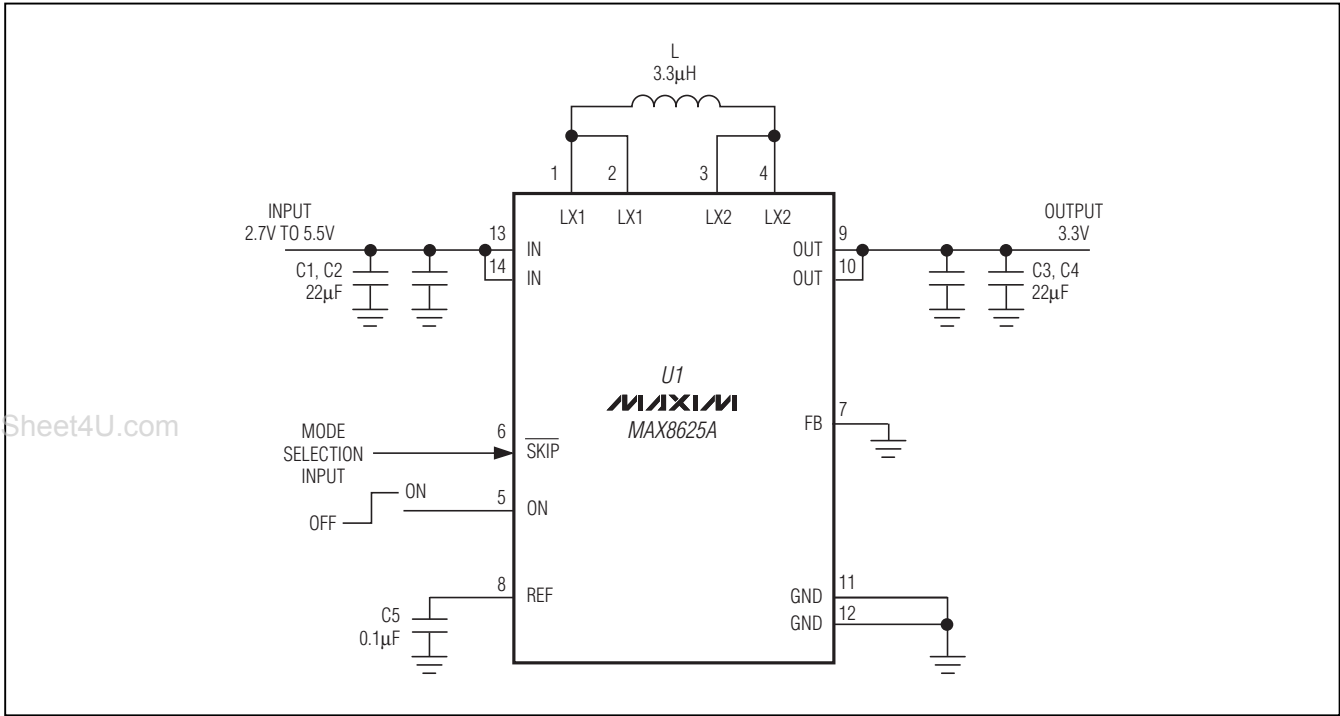 L
3.3µH
1
2
3
4
LX1
LX1
LX2
LX2
INPUT
2.7V TO 5.5V
13
IN
14
IN
C1, C2
22µF
OUTPUT
3.3V
9
OUT
10
OUT
C3, C4
22µF
U1
MAXIM
MAX8625A
7
FB
Sheet4U.com
MODE
SELECTION
INPUT
6
SKIP
ON
OFF
5
ON
8
REF
C5
0.1µF
11
GND
12
GND